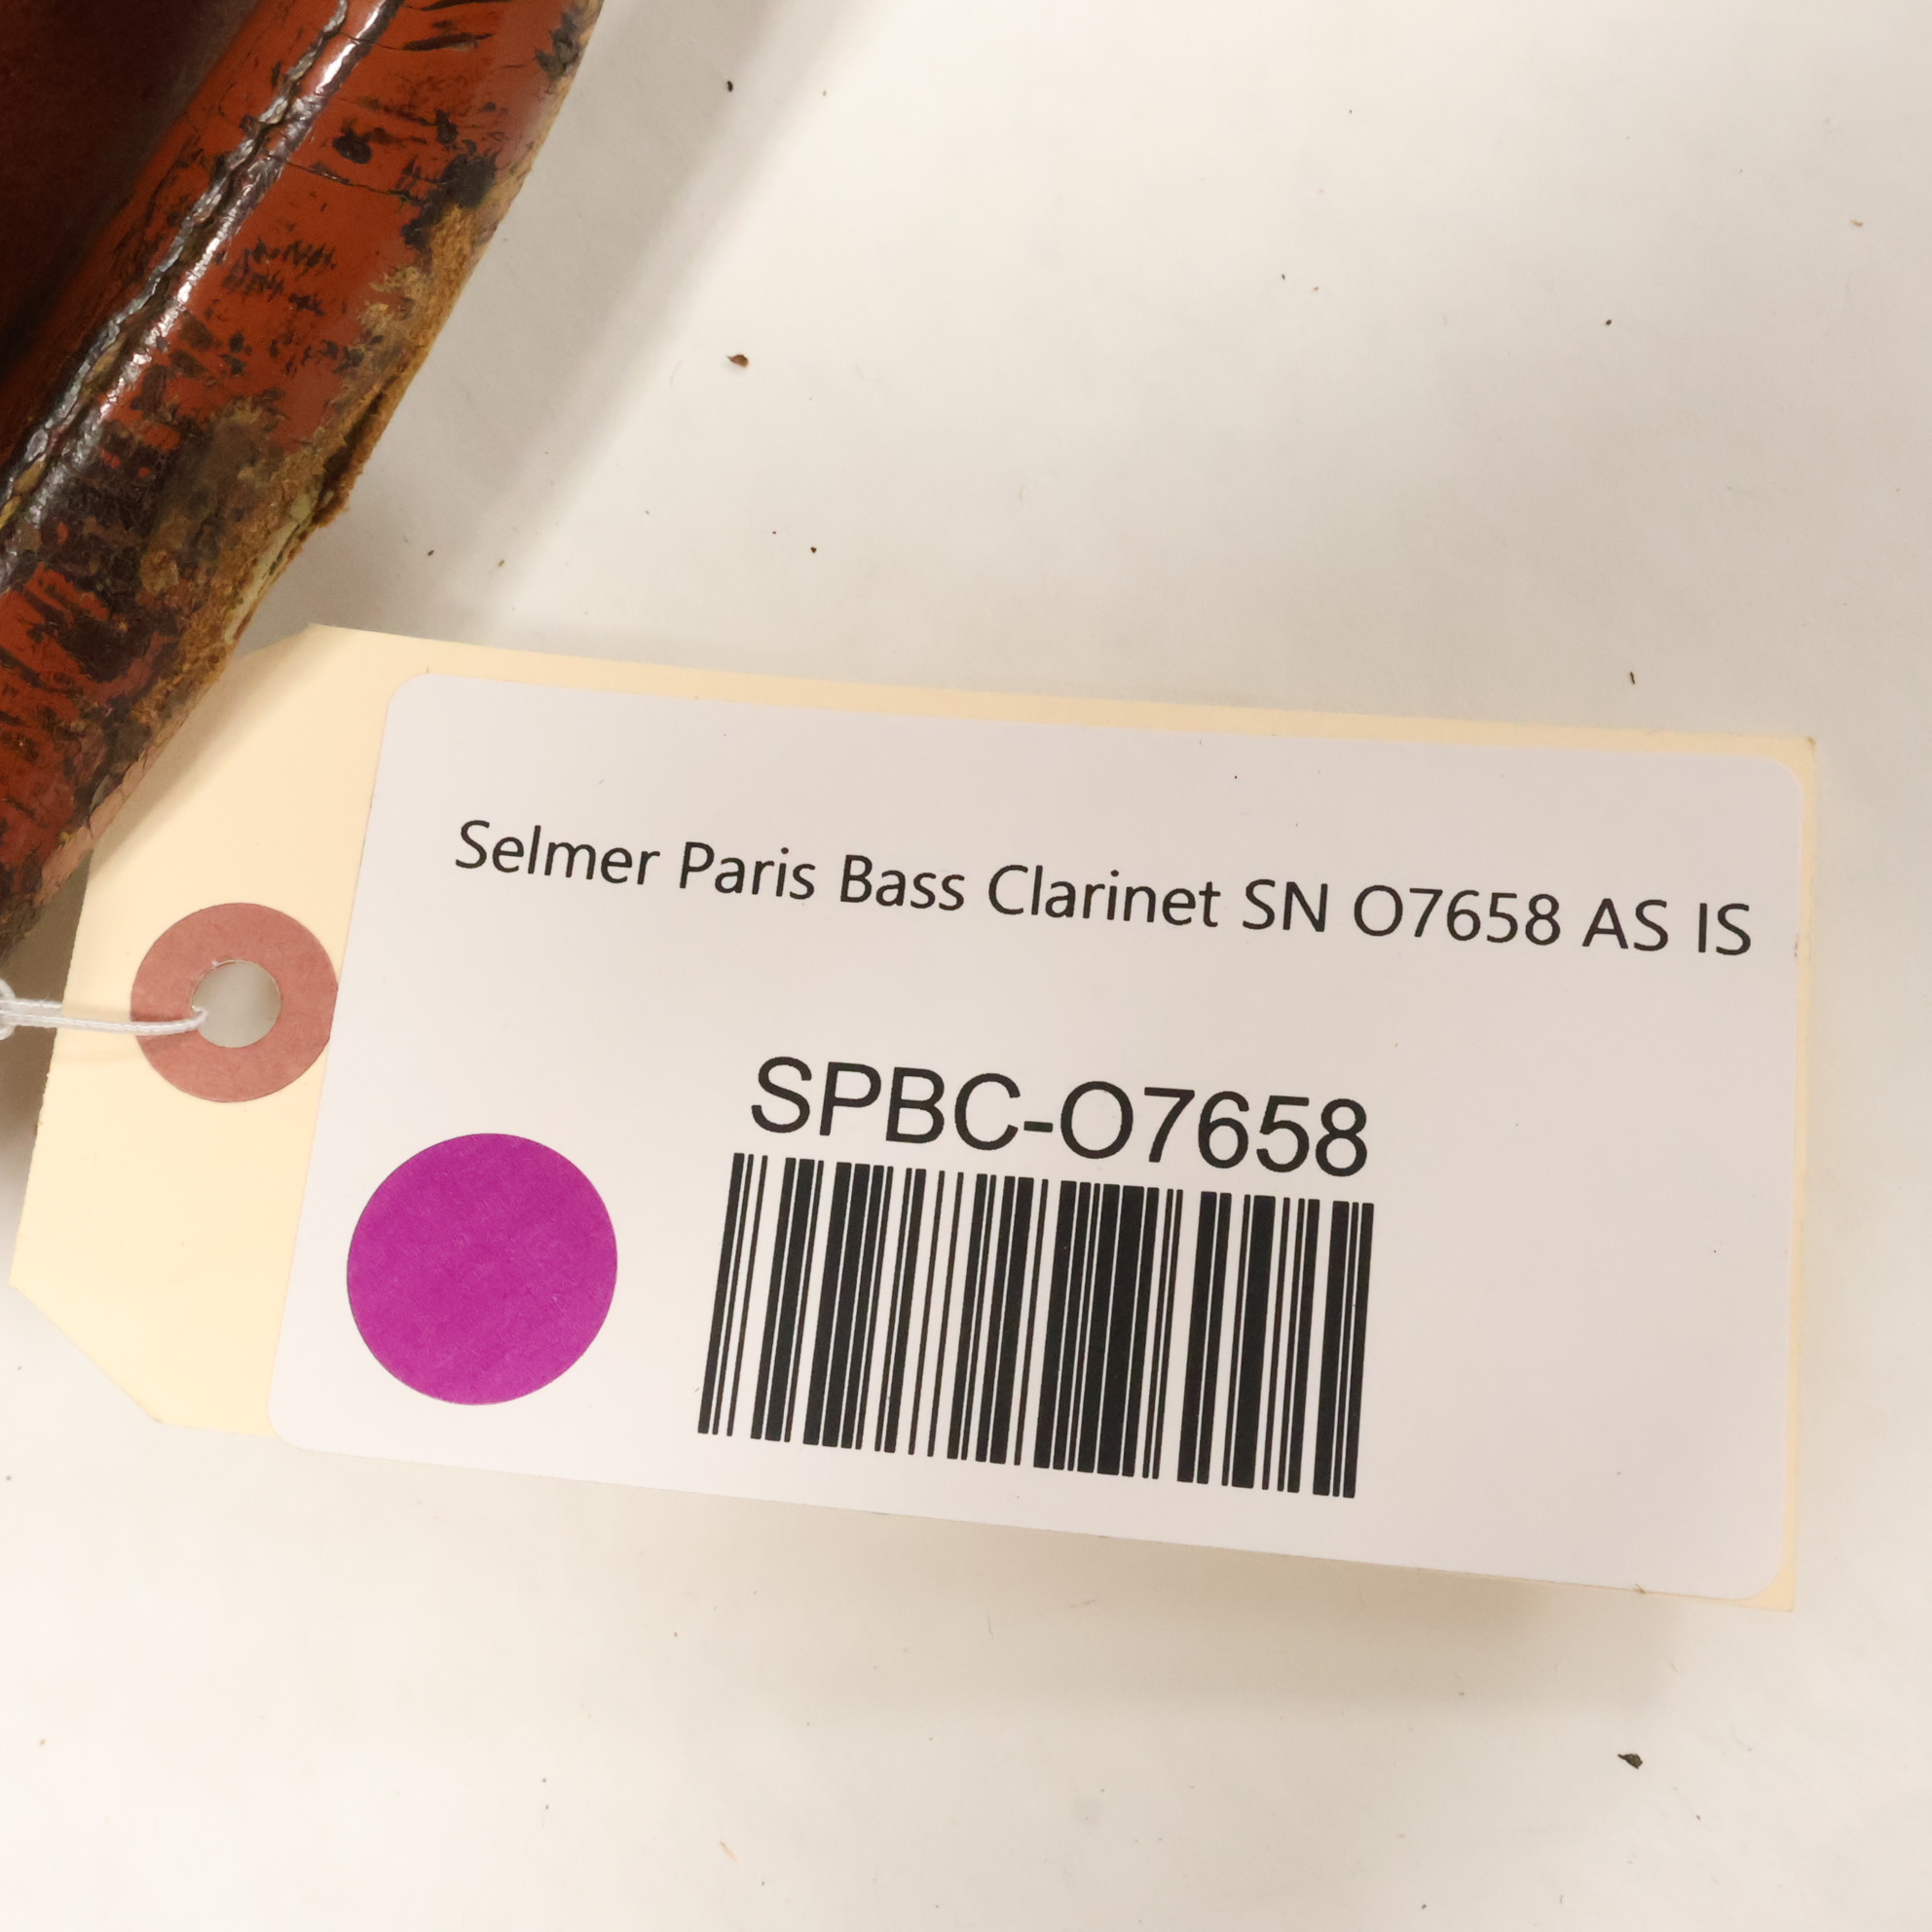 Selmer Paris Bass Clarinet SN O7658 AS IS
SPBC-O7658